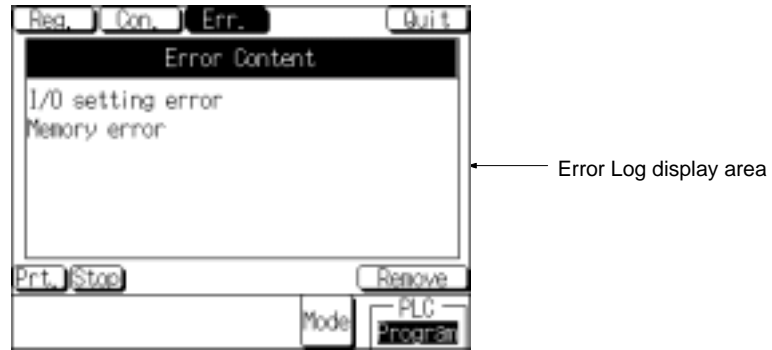 Reg. Con. Err. Quit
Error Content
I/O setting error
Memory error
Error Log display area
Prt. Stop Remove
Mode PLC
Program